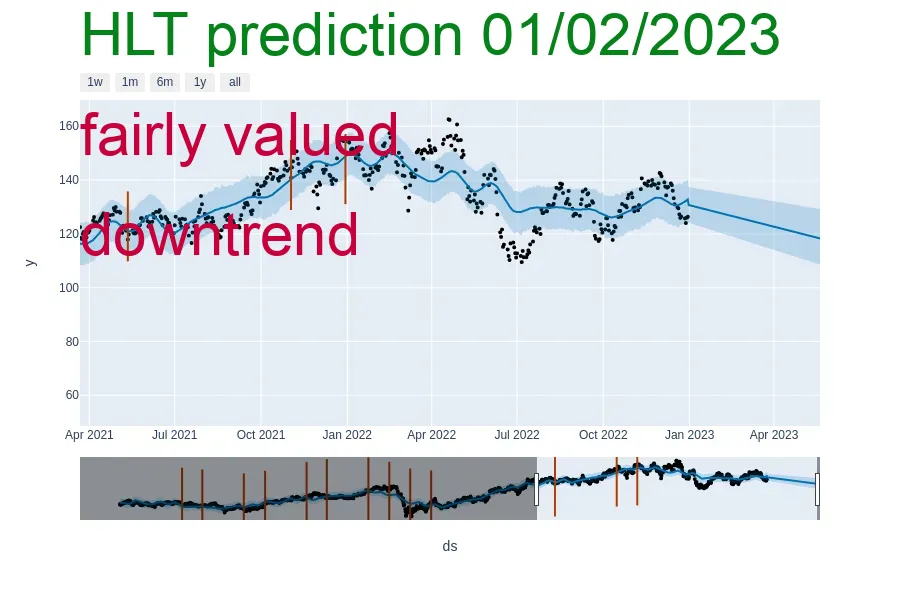 HLT prediction 01/02/2023
1w 1m 6m 1y all
fairly valued
downtrend
160
140
120
100
80
60
y
Apr 2021 Jul 2021 Oct 2021 Jan 2022 Apr 2022 Jul 2022 Oct 2022 Jan 2023 Apr 2023
ds